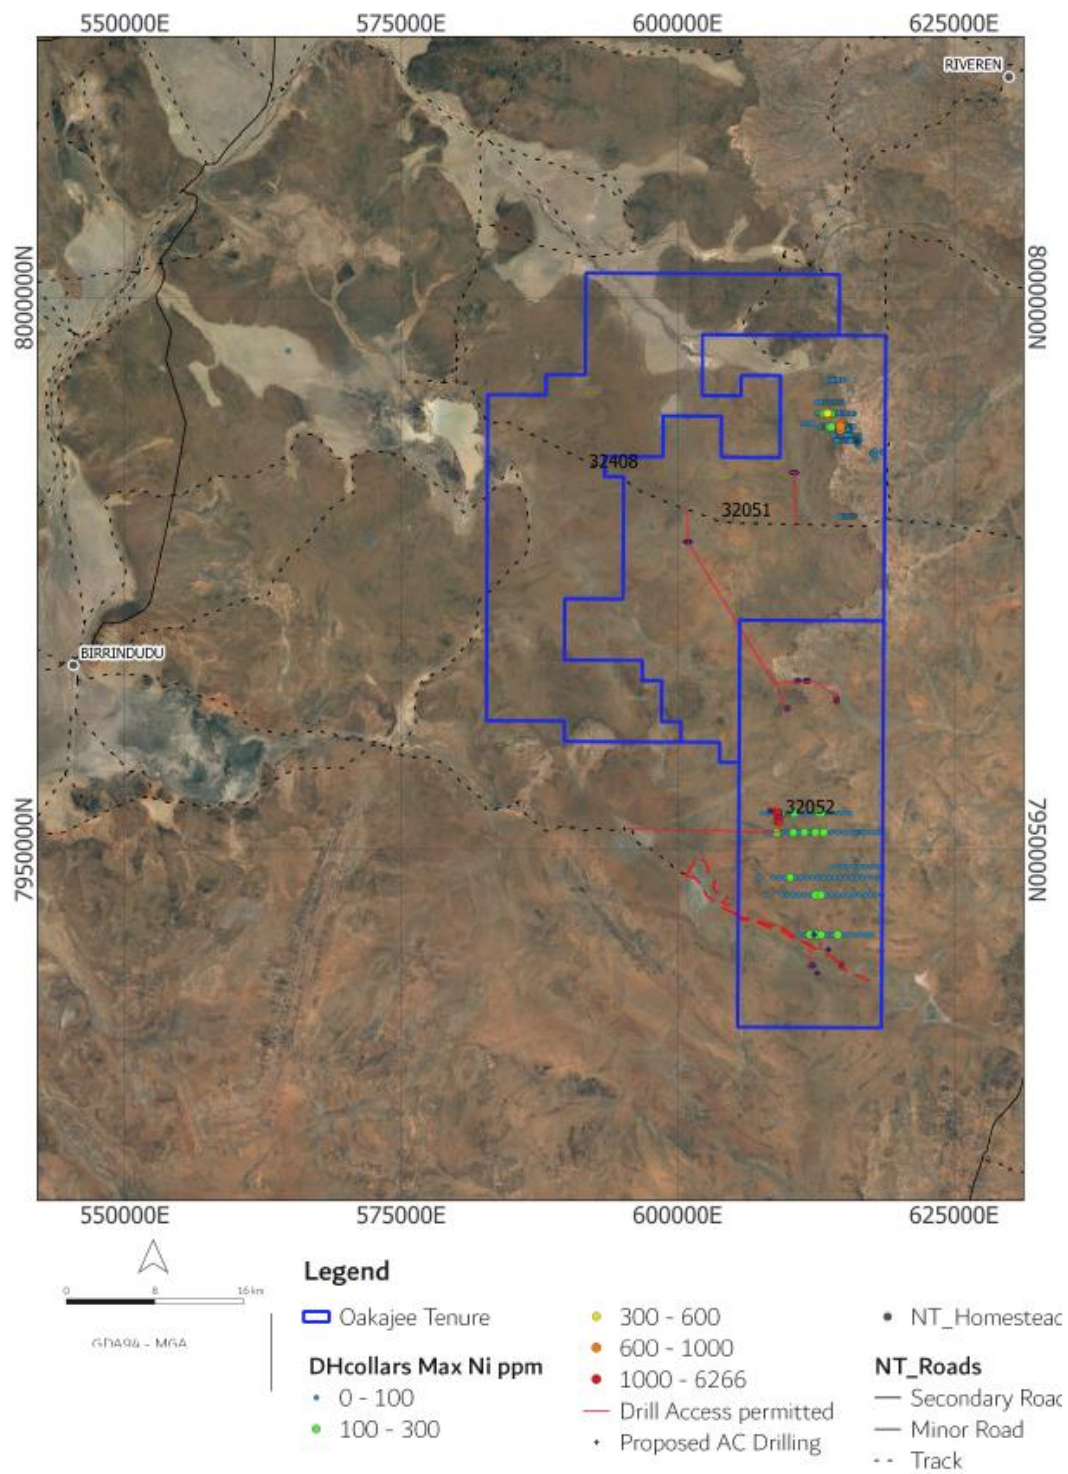 550000E 575000E 600000E 625000E
RIVEREN
8000000N 8000000N
32408
32051
BIRRINDUDU
32052
7950000N 7950000N
550000E 575000E 600000E 625000E
0 8 16 km
GDA94 - MGA
Legend
Oakajee Tenure
DHcollars Max Ni ppm
0 - 100
100 - 300
300 - 600
600 - 1000
1000 - 6266
Drill Access permitted
Proposed AC Drilling
NT_Homesteac
NT_Roads
Secondary Roac
Minor Road
Track